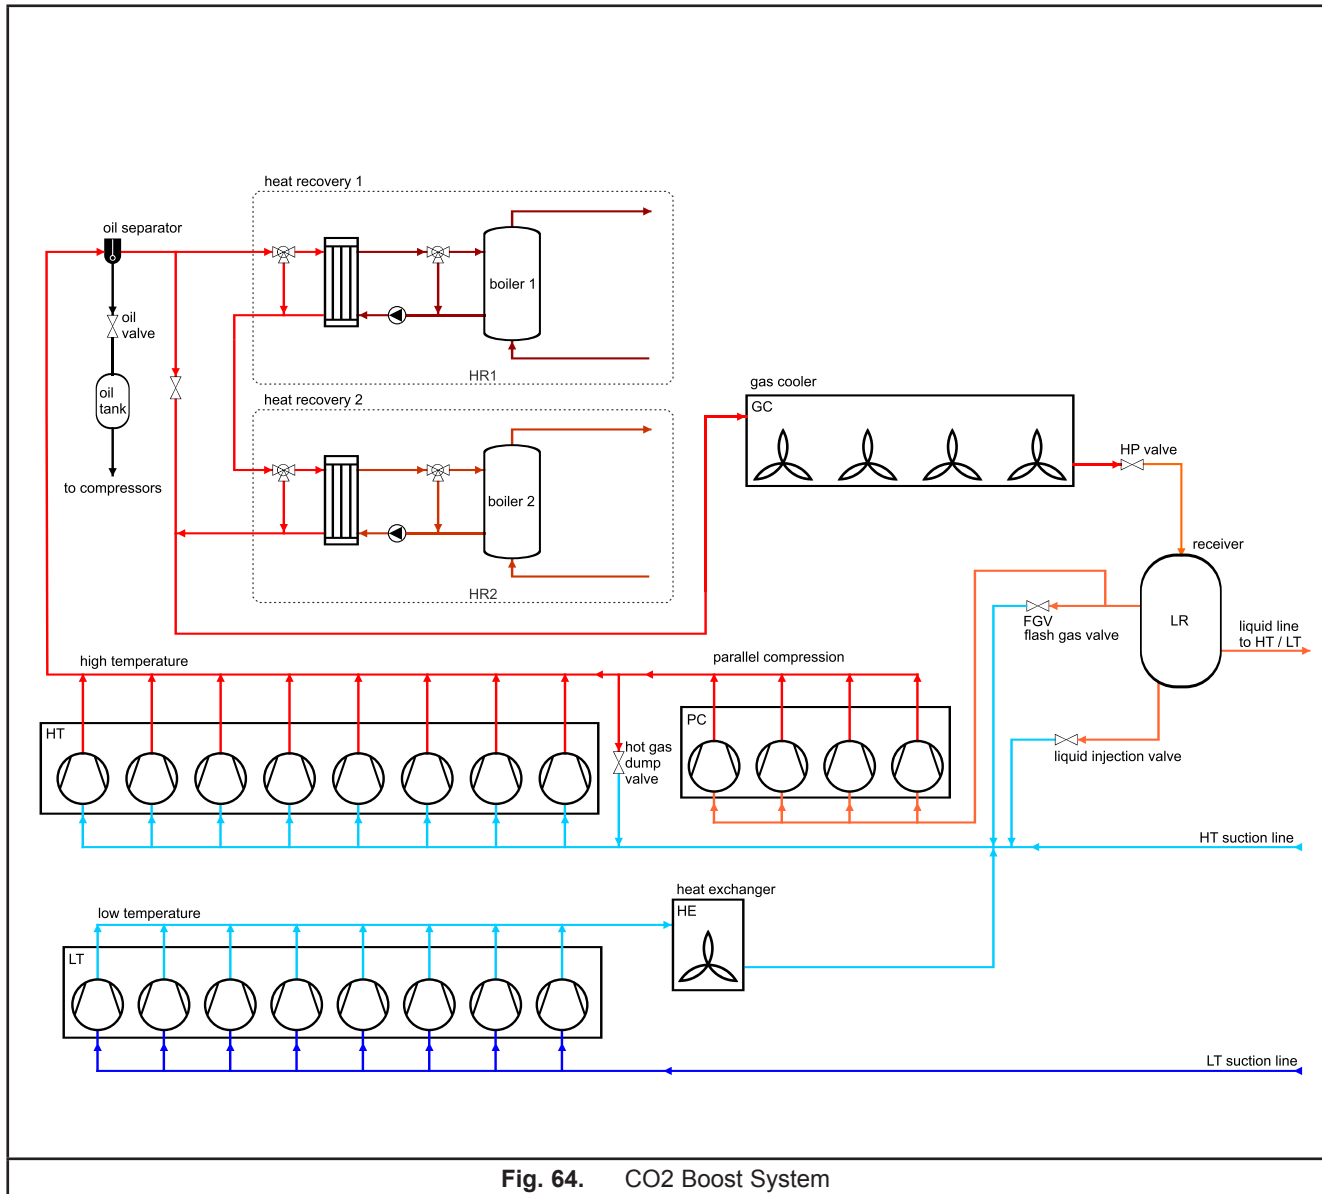 heat recovery 1
oil separator
boiler 1
oil
valve
HR1
gas cooler
oil
tank
GC
heat recovery 2
HP valve
to compressors
boiler 2
receiver
HR2
FGV
flash gas valve
LR
liquid line
to HT / LT
high temperature
parallel compression
HT
PC
hot gas
dump
valve
liquid injection valve
HT suction line
heat exchanger
HE
low temperature
LT
LT suction line
Fig. 64. CO2 Boost System